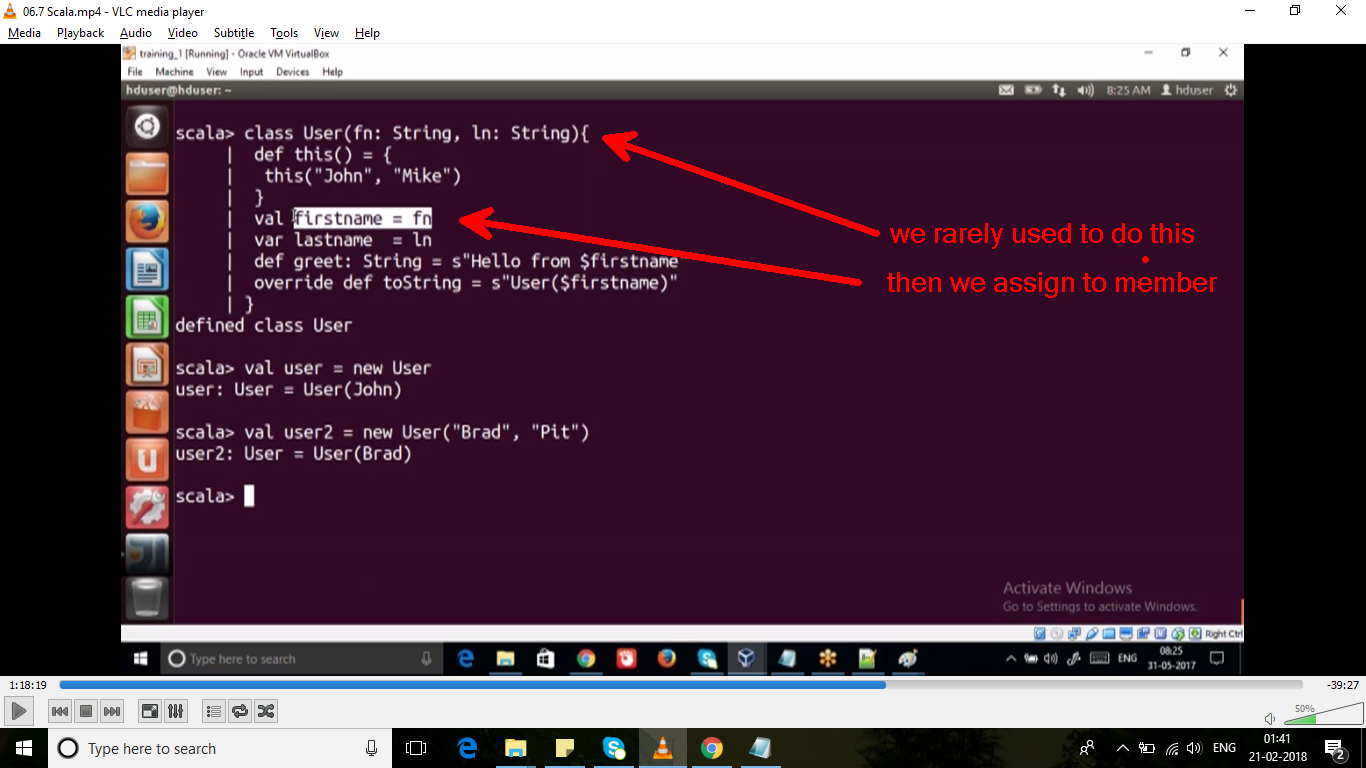 06.7 Scala.mp4 - VLC media player
Media Playback Audio Video Subtitle Tools View Help
training_1 [Running] - Oracle VM VirtualBox
File Machine View Input Devices Help
hduser@hduser: ~
8:25 AM hduser
scala> class User(fn: String, ln: String){
| def this() = {
| this("John", "Mike")
| }
| val firstname = fn
| var lastname = ln
| def greet: String = s"Hello from $firstname
| override def toString = s"User($firstname)"
| }
defined class User
we rarely used to do this
then we assign to member
scala> val user = new User
user: User = User(John)
scala> val user2 = new User("Brad", "Pit")
user2: User = User(Brad)
scala>
Activate Windows
Go to Settings to activate Windows.
Right Ctrl
Type here to search
ENG
08:25
31-05-2017
1:18:19
-39:27
50%
Type here to search
ENG
01:41
21-02-2018
2